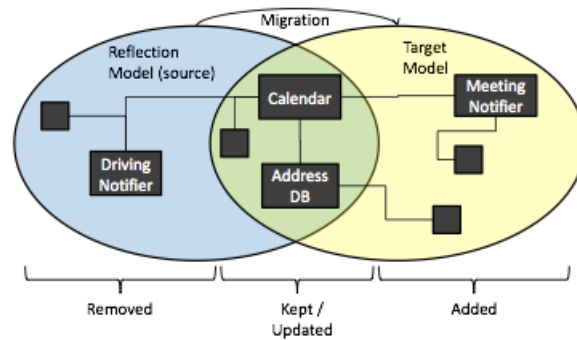 Migration
Reflection
Model (source)
Target
Model
Calendar
Meeting
Notifier
Driving
Notifier
Address
DB
Removed
Kept /
Updated
Added